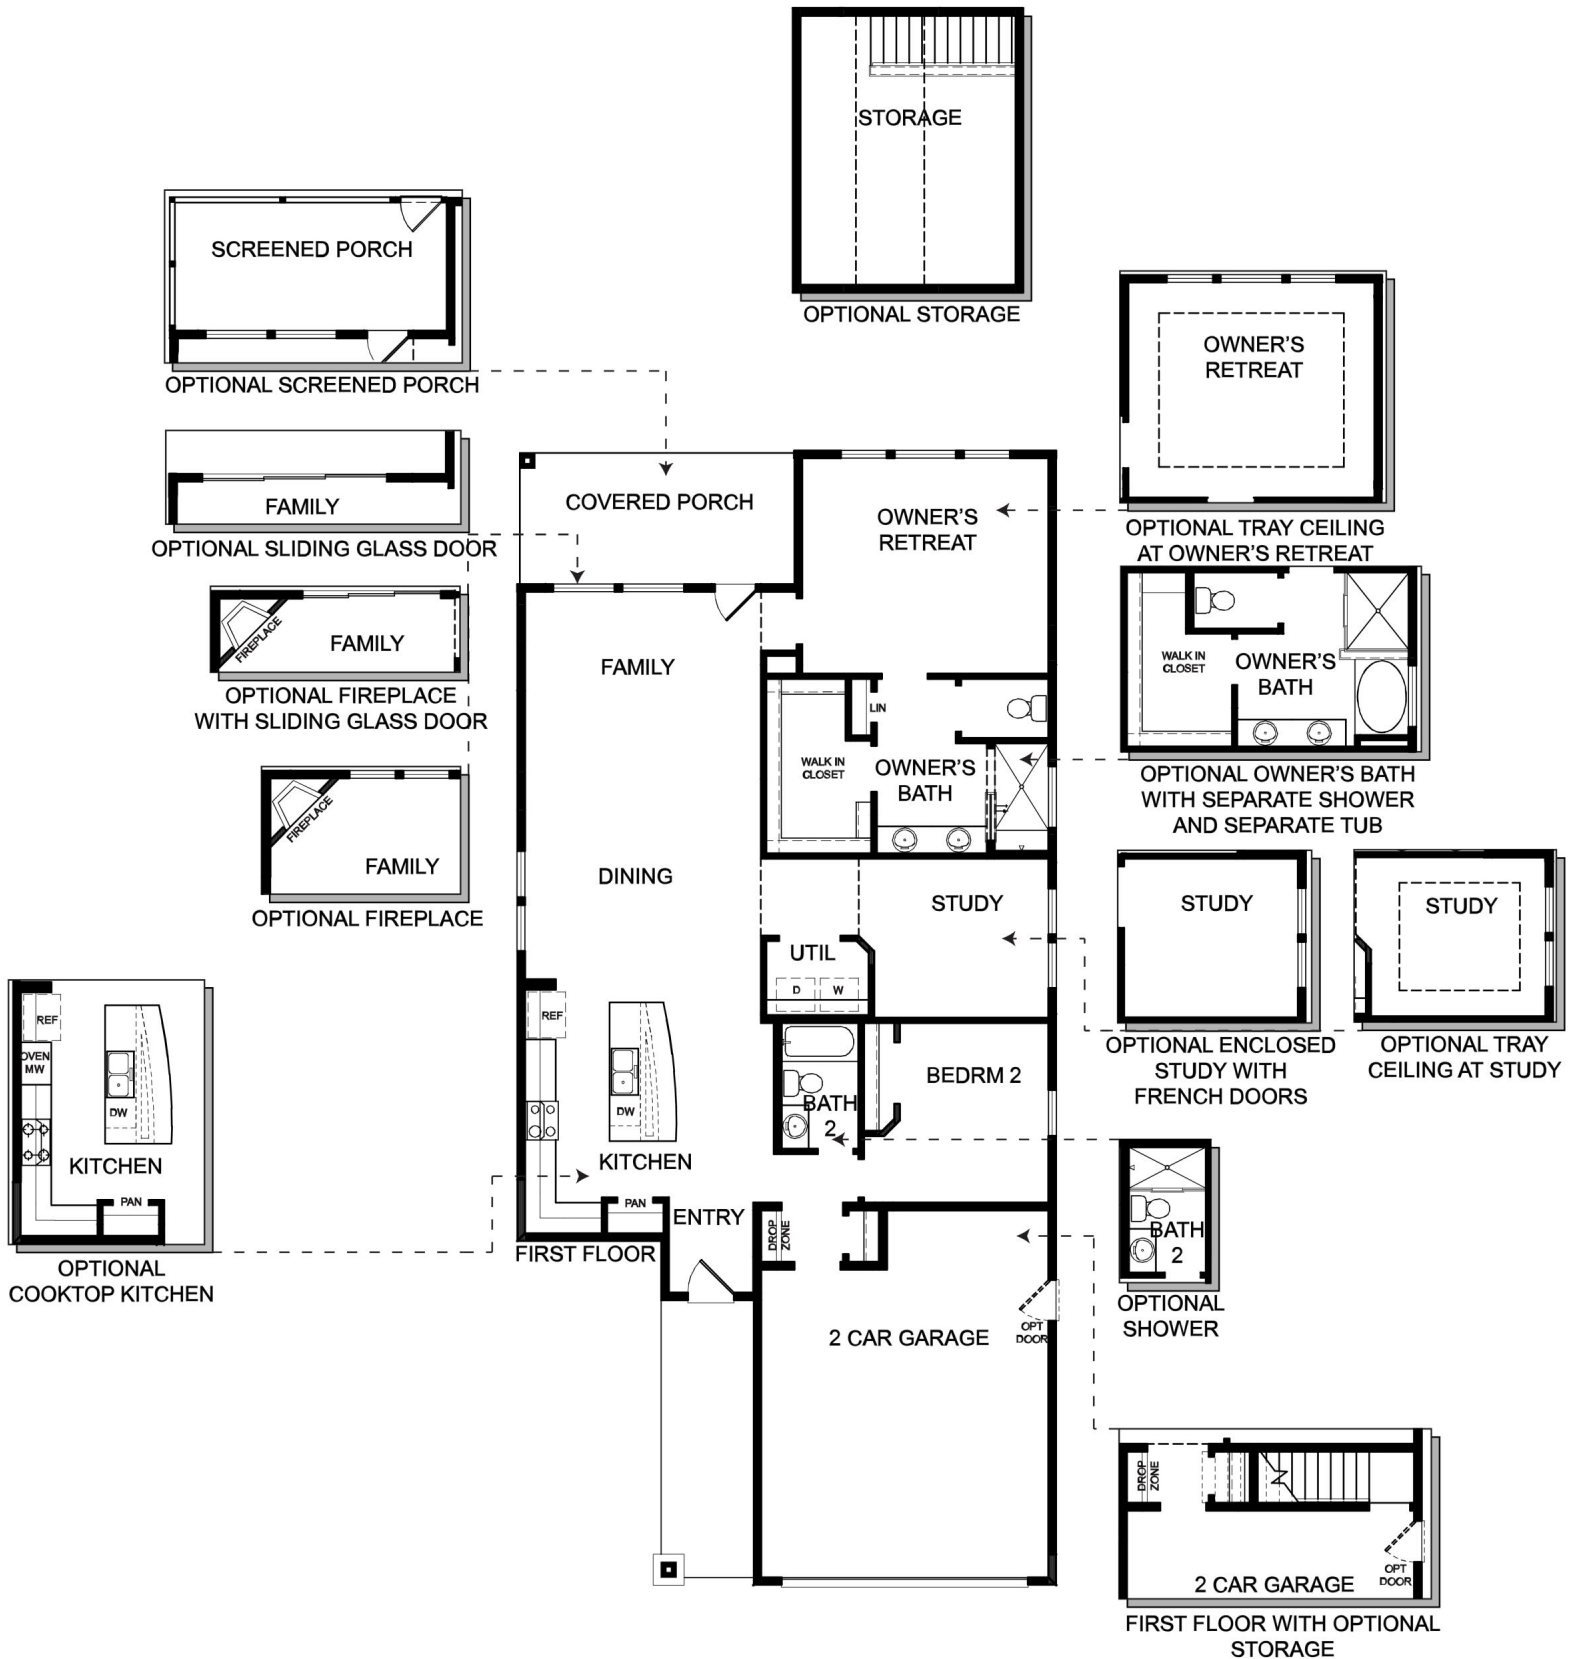 STORAGE
OPTIONAL STORAGE
SCREENED PORCH
OPTIONAL SCREENED PORCH
FAMILY
OPTIONAL SLIDING GLASS DOOR
FIREPLACE
FAMILY
OPTIONAL FIREPLACE
WITH SLIDING GLASS DOOR
FIREPLACE
FAMILY
OPTIONAL FIREPLACE
REF
OVEN
MW
DW
KITCHEN
PAN
OPTIONAL
COOKTOP KITCHEN
COVERED PORCH
OWNER'S
RETREAT
FAMILY
LIN
WALK IN
CLOSET
OWNER'S
BATH
DINING
STUDY
UTIL
D
W
REF
DW
KITCHEN
PAN
BEDRM 2
BATH
2
ENTRY
DROP
ZONE
FIRST FLOOR
2 CAR GARAGE
OPT
DOOR
OWNER'S
RETREAT
OPTIONAL TRAY CEILING
AT OWNER'S RETREAT
WALK IN
CLOSET
OWNER'S
BATH
OPTIONAL OWNER'S BATH
WITH SEPARATE SHOWER
AND SEPARATE TUB
STUDY
OPTIONAL ENCLOSED
STUDY WITH
FRENCH DOORS
STUDY
OPTIONAL TRAY
CEILING AT STUDY
BATH
2
OPTIONAL
SHOWER
DROP
ZONE
OPT
DOOR
2 CAR GARAGE
FIRST FLOOR WITH OPTIONAL
STORAGE